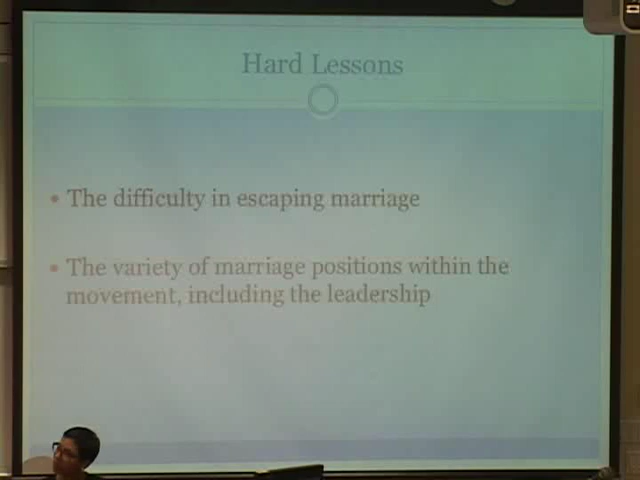 Hard Lessons
• The difficulty in escaping marriage
• The variety of marriage positions within the
movement, including the leadership